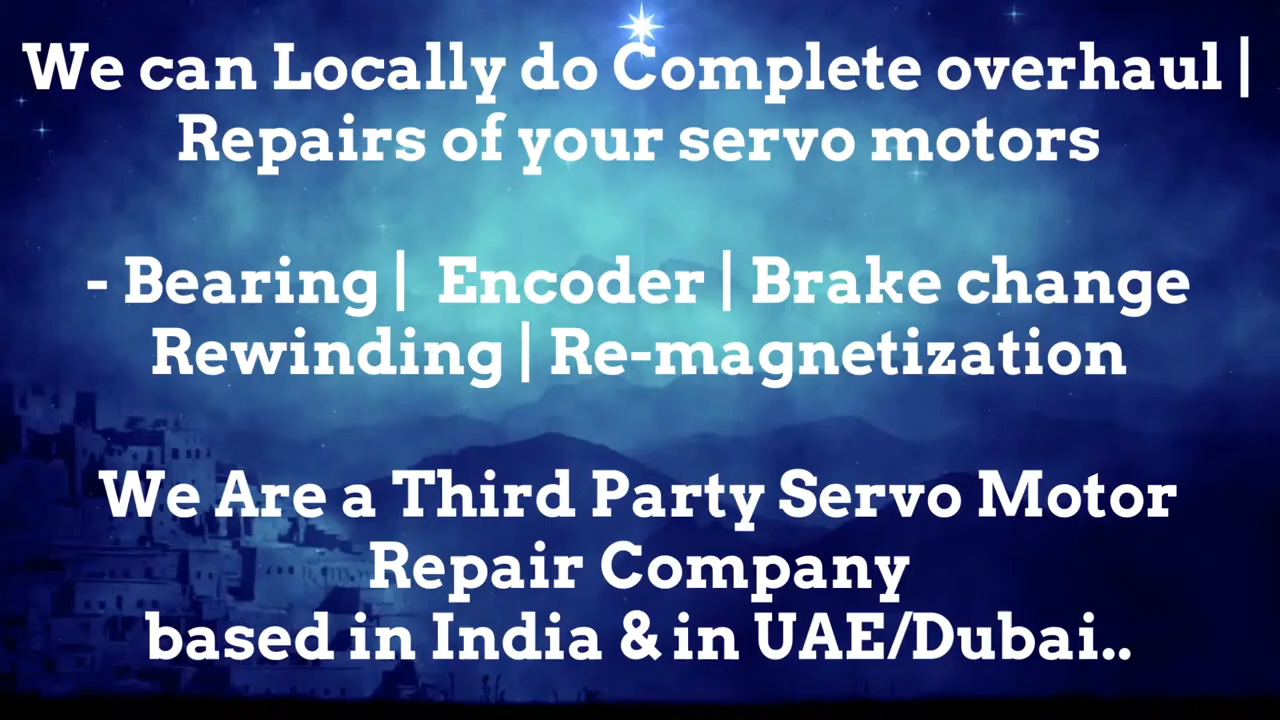 We can Locally do Complete overhaul |
Repairs of your servo motors
- Bearing | Encoder | Brake change
Rewinding | Re-magnetization
We Are a Third Party Servo Motor
Repair Company
based in India & in UAE/Dubai..